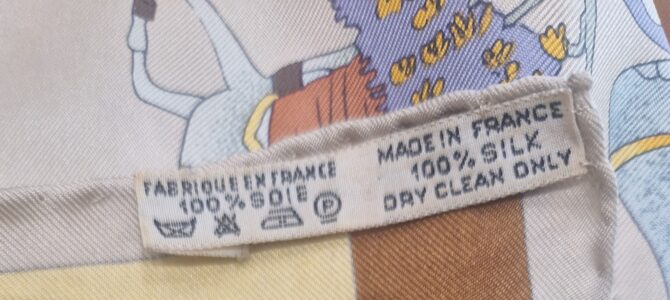 FABRIQUE EN FRANCE
100% SOIE
P
MADE IN FRANCE
100% SILK
DRY CLEAN ONLY